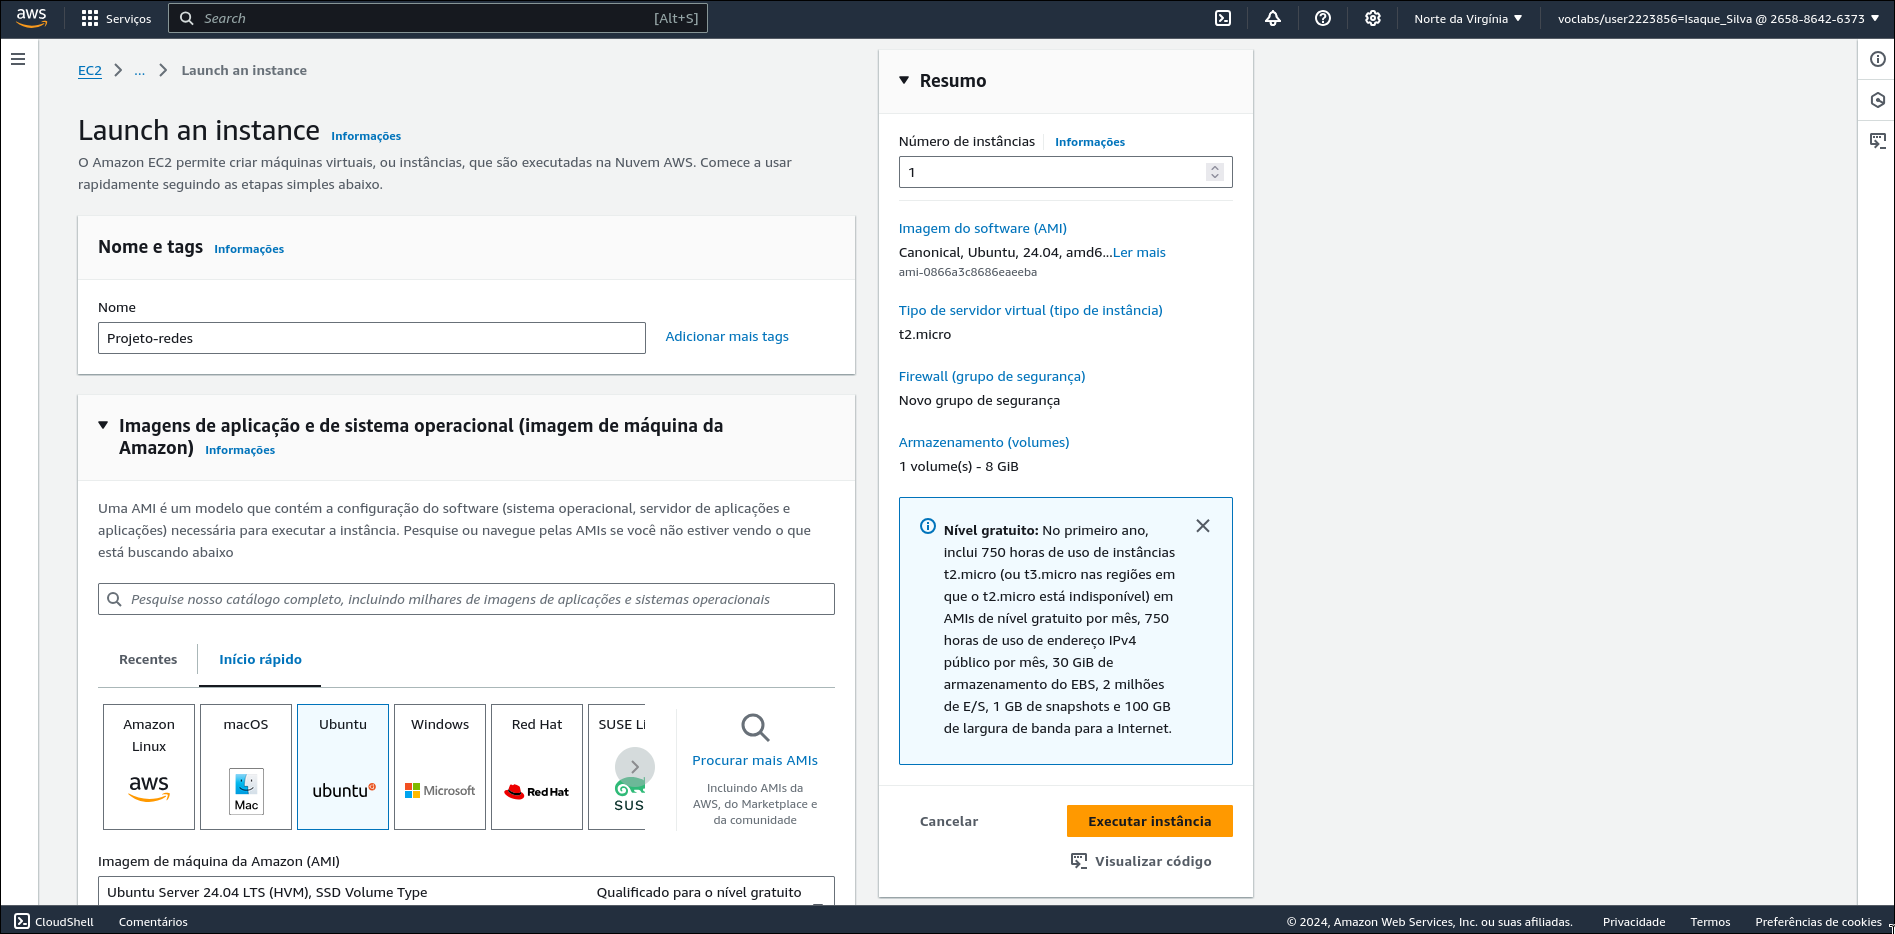 aws
Serviços
Search
[Alt+S]
Norte da Virgínia
voclabs/user2223856=Isaque_Silva @ 2658-8642-6373
EC2
...
Launch an instance
Launch an instance Informações
O Amazon EC2 permite criar máquinas virtuais, ou instâncias, que são executadas na Nuvem AWS. Comece a usar
rapidamente seguindo as etapas simples abaixo.
Nome e tags Informações
Nome
Projeto-redes
Adicionar mais tags
Imagens de aplicação e de sistema operacional (imagem de máquina da
Amazon) Informações
Uma AMI é um modelo que contém a configuração do software (sistema operacional, servidor de aplicações e
aplicações) necessária para executar a instância. Pesquise ou navegue pelas AMIs se você não estiver vendo o que
está buscando abaixo
Pesquise nosso catálogo completo, incluindo milhares de imagens de aplicações e sistemas operacionais
Recentes
Início rápido
Amazon
Linux
aws
macOS
Mac
Ubuntu
ubuntu
Windows
Microsoft
Red Hat
Red Hat
SUSE Li
SUS
Procurar mais AMIs
Incluindo AMIs da
AWS, do Marketplace e
da comunidade
Imagem de máquina da Amazon (AMI)
Ubuntu Server 24.04 LTS (HVM), SSD Volume Type
Qualificado para o nível gratuito
Resumo
Número de instâncias
Informações
1
Imagem do software (AMI)
Canonical, Ubuntu, 24.04, amd6...Ler mais
ami-0866a3c8686eaeeba
Tipo de servidor virtual (tipo de instância)
t2.micro
Firewall (grupo de segurança)
Novo grupo de segurança
Armazenamento (volumes)
1 volume(s) - 8 GiB
Nível gratuito: No primeiro ano,
inclui 750 horas de uso de instâncias
t2.micro (ou t3.micro nas regiões em
que o t2.micro está indisponível) em
AMIs de nível gratuito por mês, 750
horas de uso de endereço IPv4
público por mês, 30 GiB de
armazenamento do EBS, 2 milhões
de E/S, 1 GB de snapshots e 100 GB
de largura de banda para a Internet.
Cancelar
Executar instância
Visualizar código
CloudShell
Comentários
© 2024, Amazon Web Services, Inc. ou suas afiliadas.
Privacidade
Termos
Preferências de cookies